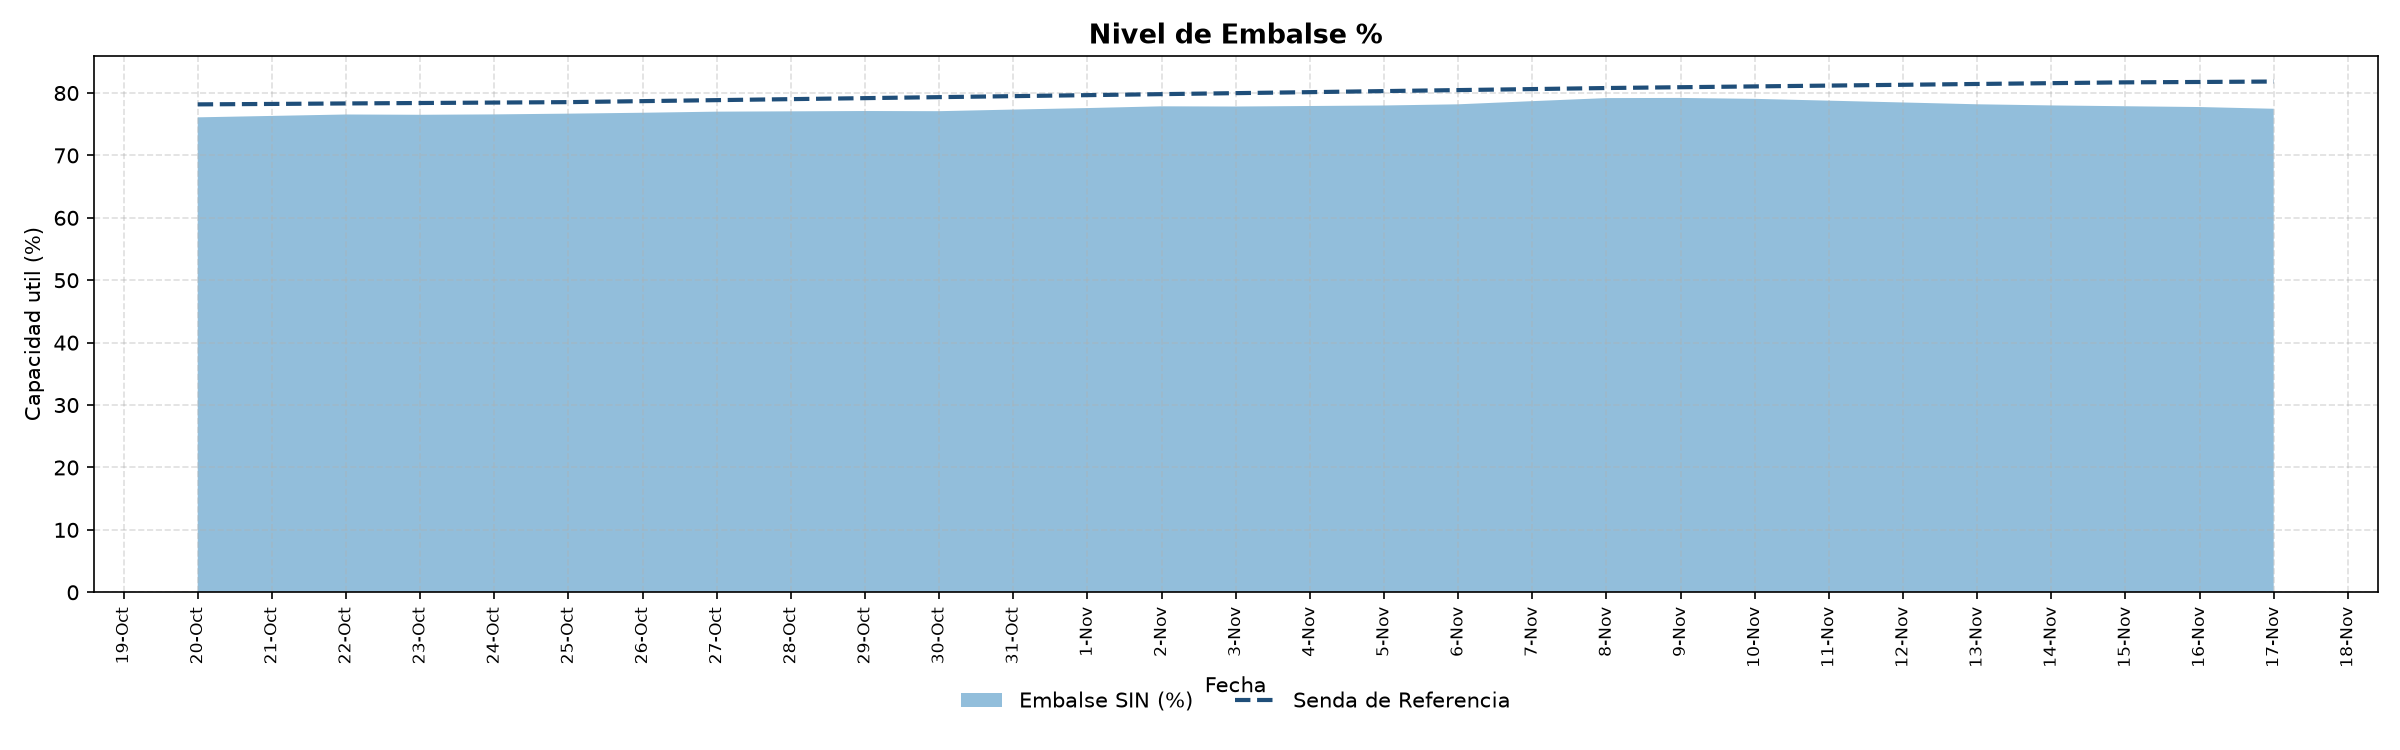 Nivel de Embalse %
Capacidad util (%)
80
70
60
50
40
30
20
10
0
19-Oct
20-Oct
21-Oct
22-Oct
23-Oct
24-Oct
25-Oct
26-Oct
27-Oct
28-Oct
29-Oct
30-Oct
31-Oct
1-Nov
2-Nov
3-Nov
4-Nov
5-Nov
6-Nov
7-Nov
8-Nov
9-Nov
10-Nov
11-Nov
12-Nov
13-Nov
14-Nov
15-Nov
16-Nov
17-Nov
18-Nov
Fecha
Embalse SIN (%)
Senda de Referencia